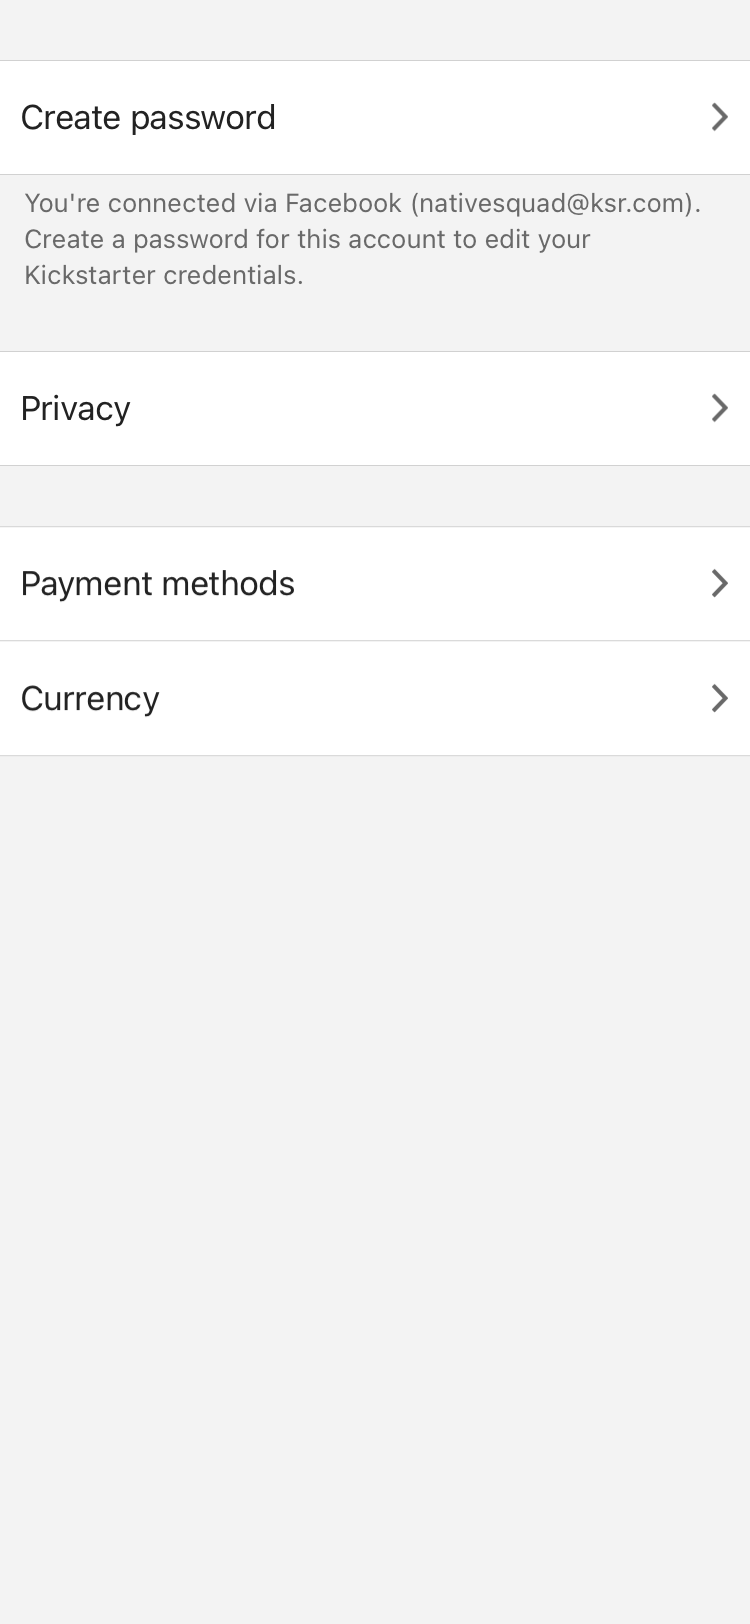 Create password
You're connected via Facebook (nativesquad@ksr.com).
Create a password for this account to edit your
Kickstarter credentials.
Privacy
Payment methods
Currency